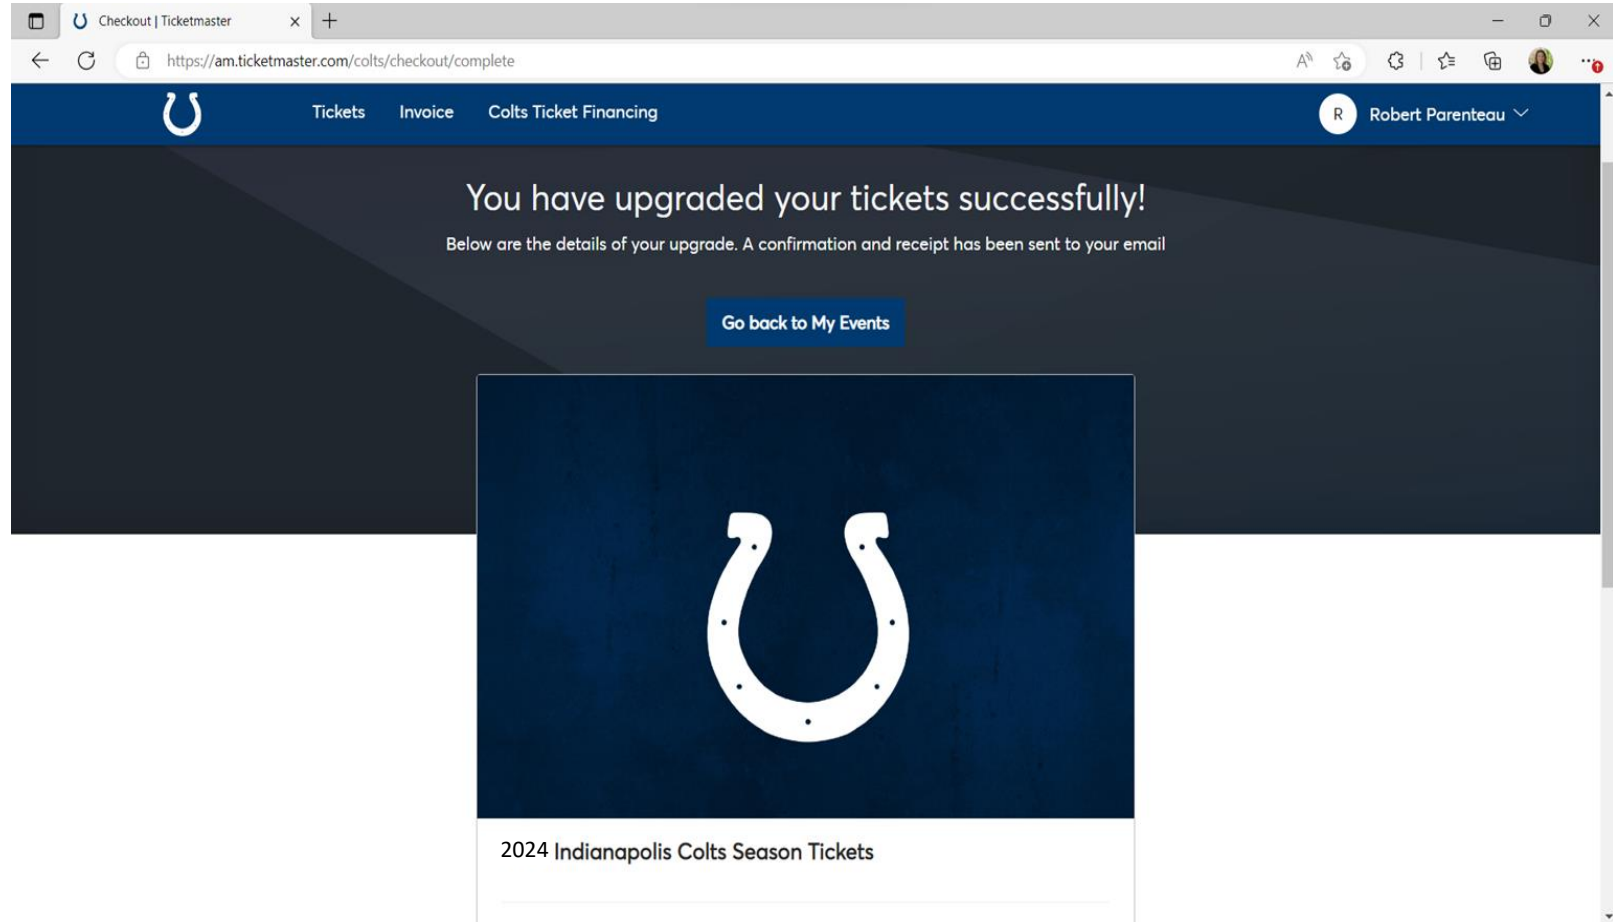 Checkout | Ticketmaster
https://am.ticketmaster.com/colts/checkout/complete
Tickets Invoice Colts Ticket Financing R Robert Parenteau
You have upgraded your tickets successfully!
Below are the details of your upgrade. A confirmation and receipt has been sent to your email
Go back to My Events
2024 Indianapolis Colts Season Tickets